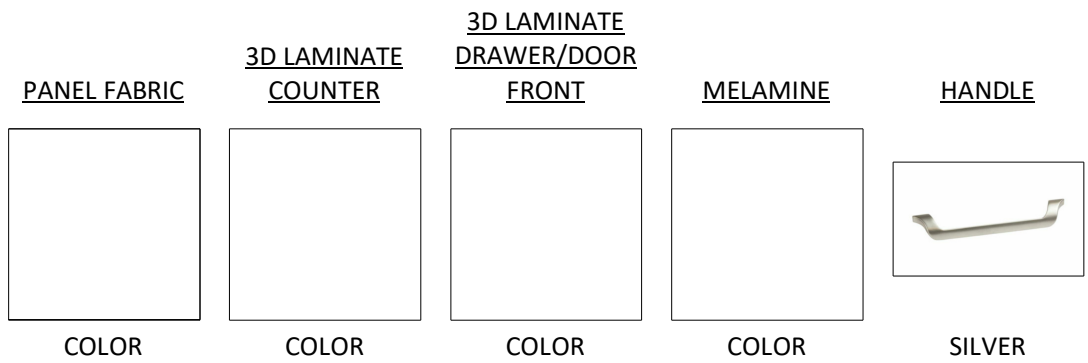 PANEL FABRIC
3D LAMINATE
COUNTER
3D LAMINATE
DRAWER/DOOR
FRONT
MELAMINE
HANDLE
COLOR
COLOR
COLOR
COLOR
SILVER